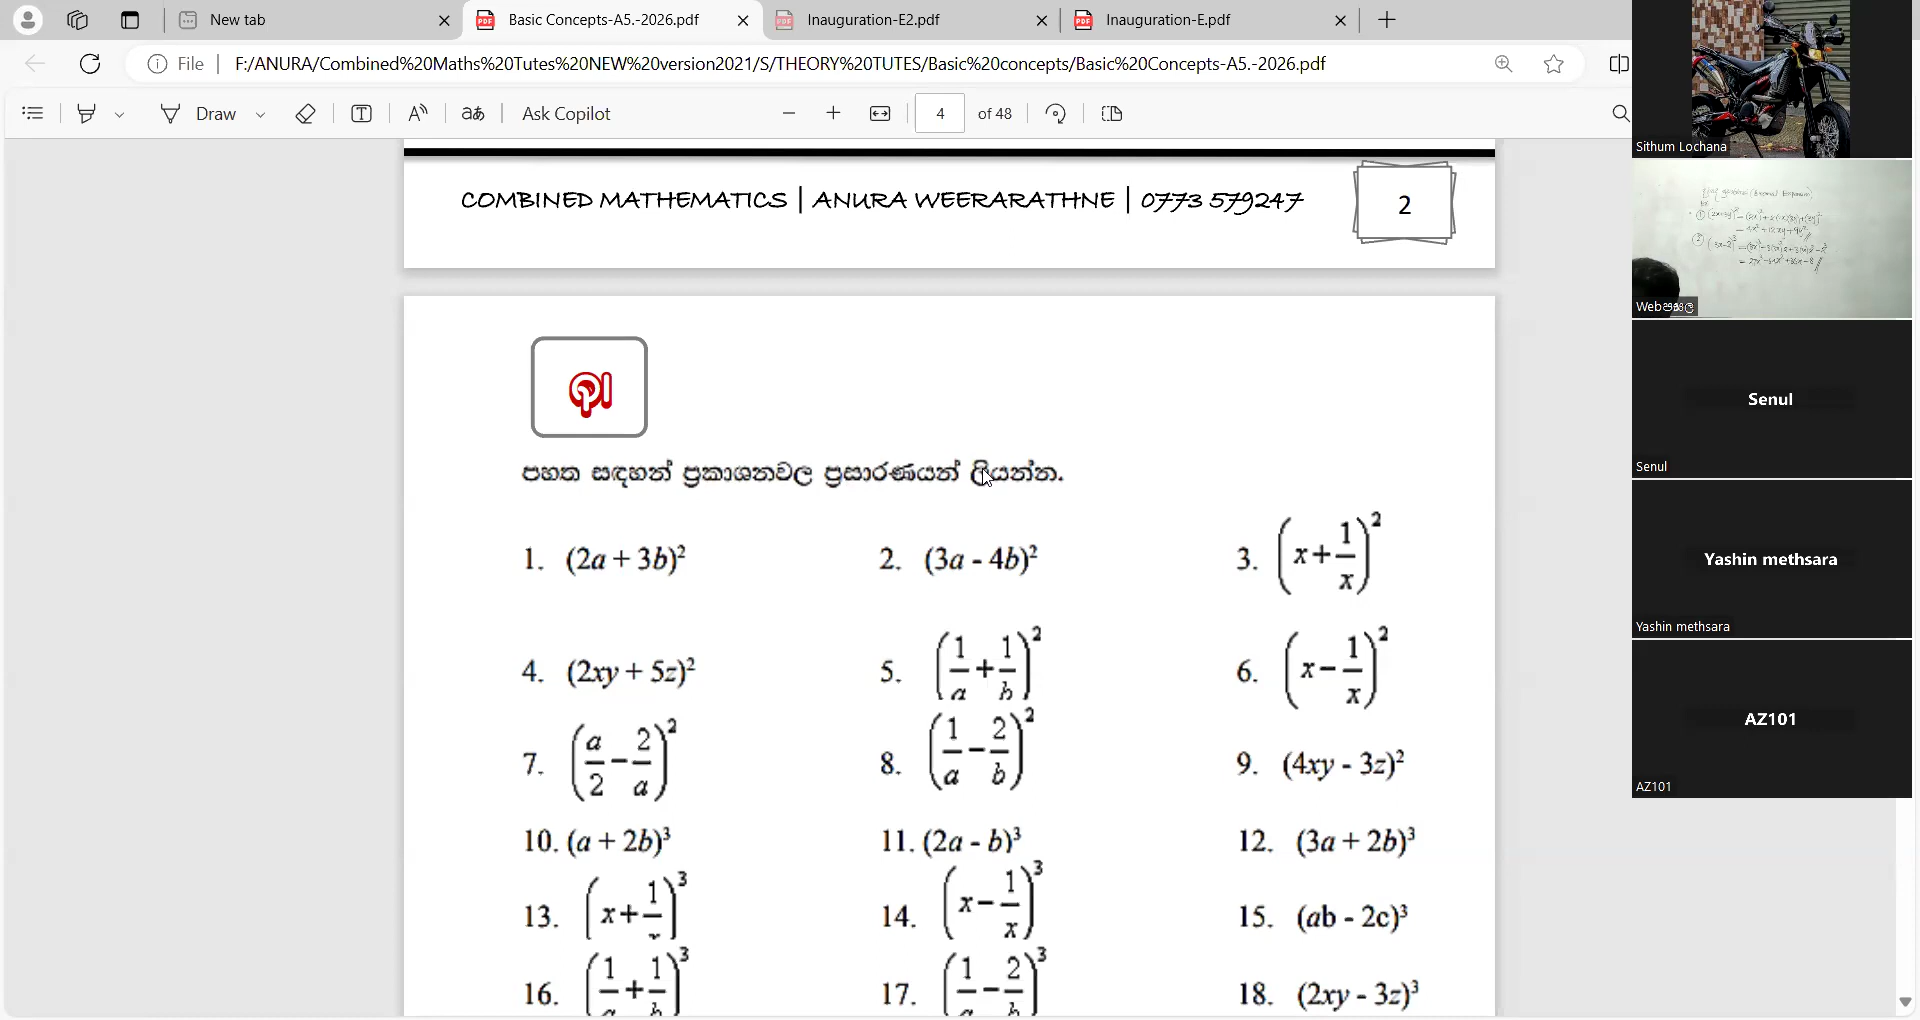 New tab
Basic Concepts-A5.-2026.pdf
Inauguration-E2.pdf
Inauguration-E.pdf
File
F:/ANURA/Combined%20Maths%20Tutes%20NEW%20version2021/S/THEORY%20TUTES/Basic%20concepts/Basic%20Concepts-A5.-2026.pdf
Draw
Ask Copilot
4 of 48
COMBINED MATHEMATICS | ANURA WEERARATHNE | 0773 579247
2
පහත සඳහන් ප්‍රකාශනවල ප්‍රසාරණයන් ලියන්න.
1. (2a + 3b)² 2. (3a - 4b)² 3. (x + 1/x)²
4. (2xy + 5z)² 5. (1/a + 1/b)² 6. (x − 1/x)²
7. (a/2 − 2/a)² 8. (1/a − 2/b)² 9. (4xy - 3z)²
10. (a + 2b)³ 11. (2a - b)³ 12. (3a + 2b)³
13. (x + 1/x)³ 14. (x − 1/x)³ 15. (ab - 2c)³
16. (1/a + 1/b)³ 17. (1/a − 2/b)³ 18. (2xy - 3z)³
Sithum Lochana
Senul
Senul
Yashin methsara
Yashin methsara
AZ101
AZ101